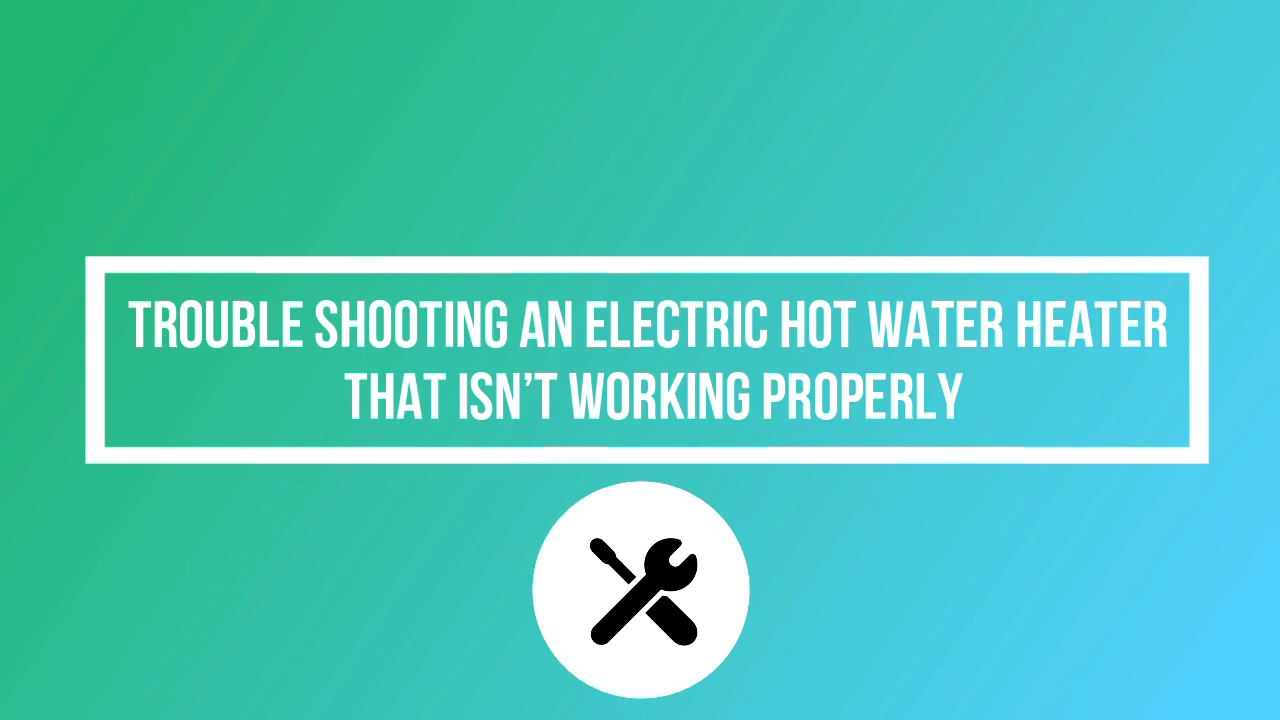 TROUBLE SHOOTING AN ELECTRIC HOT WATER HEATER
THAT ISN’T WORKING PROPERLY